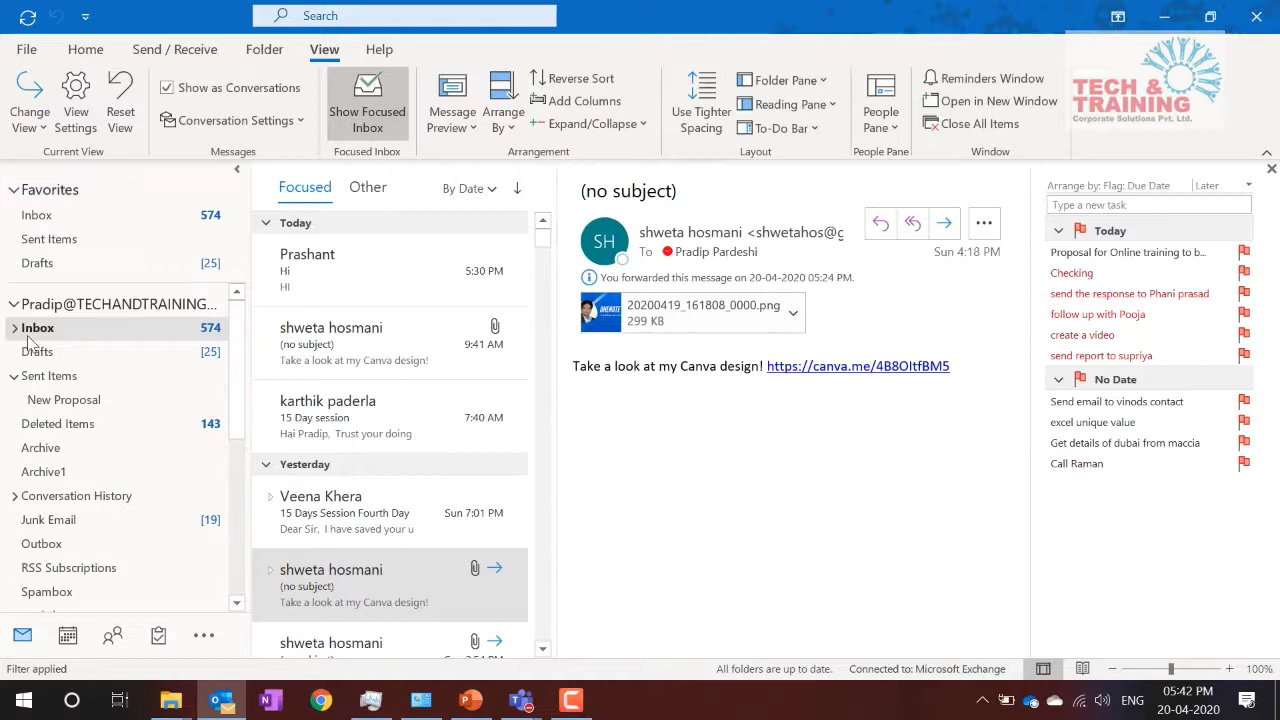 Search
File Home Send / Receive Folder View Help
Change View
View Settings
Reset View
Current View
Show as Conversations
Conversation Settings
Messages
Show Focused Inbox
Focused Inbox
Message Preview
Arrange By
Reverse Sort
Add Columns
Expand/Collapse
Arrangement
Use Tighter Spacing
Folder Pane
Reading Pane
To-Do Bar
Layout
People Pane
People Pane
Reminders Window
Open in New Window
Close All Items
Window
TECH &
TRAINING
Corporate Solutions Pvt. Ltd.
Favorites
Inbox 574
Sent Items
Drafts [25]
Pradip@TECHANDTRAINING...
Inbox 574
Drafts [25]
Sent Items
New Proposal
Deleted Items 143
Archive
Archive1
Conversation History
Junk Email [19]
Outbox
RSS Subscriptions
Spambox
Focused Other By Date
Today
Prashant
Hi 5:30 PM
HI
shweta hosmani
(no subject) 9:41 AM
Take a look at my Canva design!
karthik paderla
15 Day session 7:40 AM
Hai Pradip, Trust your doing
Yesterday
Veena Khera
15 Days Session Fourth Day Sun 7:01 PM
Dear Sir, I have saved your u
shweta hosmani
(no subject)
Take a look at my Canva design!
shweta hosmani
(no subject)
SH
shweta hosmani <shwetahos@g
To Pradip Pardeshi
Sun 4:18 PM
You forwarded this message on 20-04-2020 05:24 PM.
20200419_161808_0000.png
299 KB
Take a look at my Canva design! https://canva.me/4B8OItfBM5
Arrange by: Flag: Due Date Later
Type a new task
Today
Proposal for Online training to b...
Checking
send the response to Phani prasad
follow up with Pooja
create a video
send report to supriya
No Date
Send email to vinods contact
excel unique value
Get details of dubai from maccia
Call Raman
Filter applied
All folders are up to date. Connected to: Microsoft Exchange 100%
ENG
05:42 PM
20-04-2020